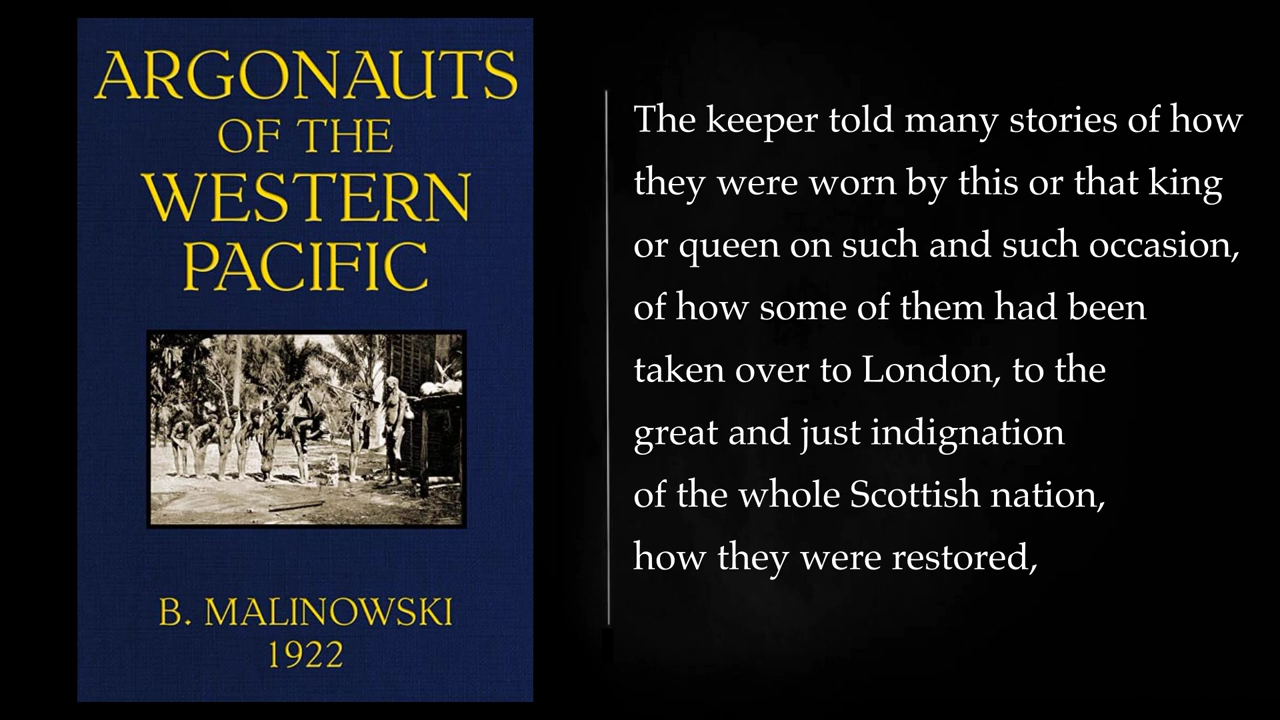 ARGONAUTS
OF THE
WESTERN
PACIFIC
B. MALINOWSKI
1922
The keeper told many stories of how
they were worn by this or that king
or queen on such and such occasion,
of how some of them had been
taken over to London, to the
great and just indignation
of the whole Scottish nation,
how they were restored,